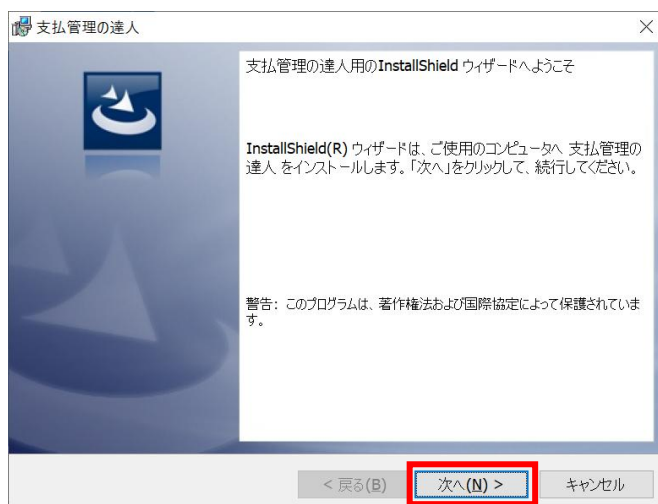 支払管理の達人
支払管理の達人用のInstallShield ウィザードへようこそ
InstallShield(R) ウィザードは、ご使用のコンピュータへ 支払管理の
達人 をインストールします。「次へ」をクリックして、続行してください。
警告: このプログラムは、著作権法および国際協定によって保護されていま
す。
< 戻る(B) 次へ(N) > キャンセル